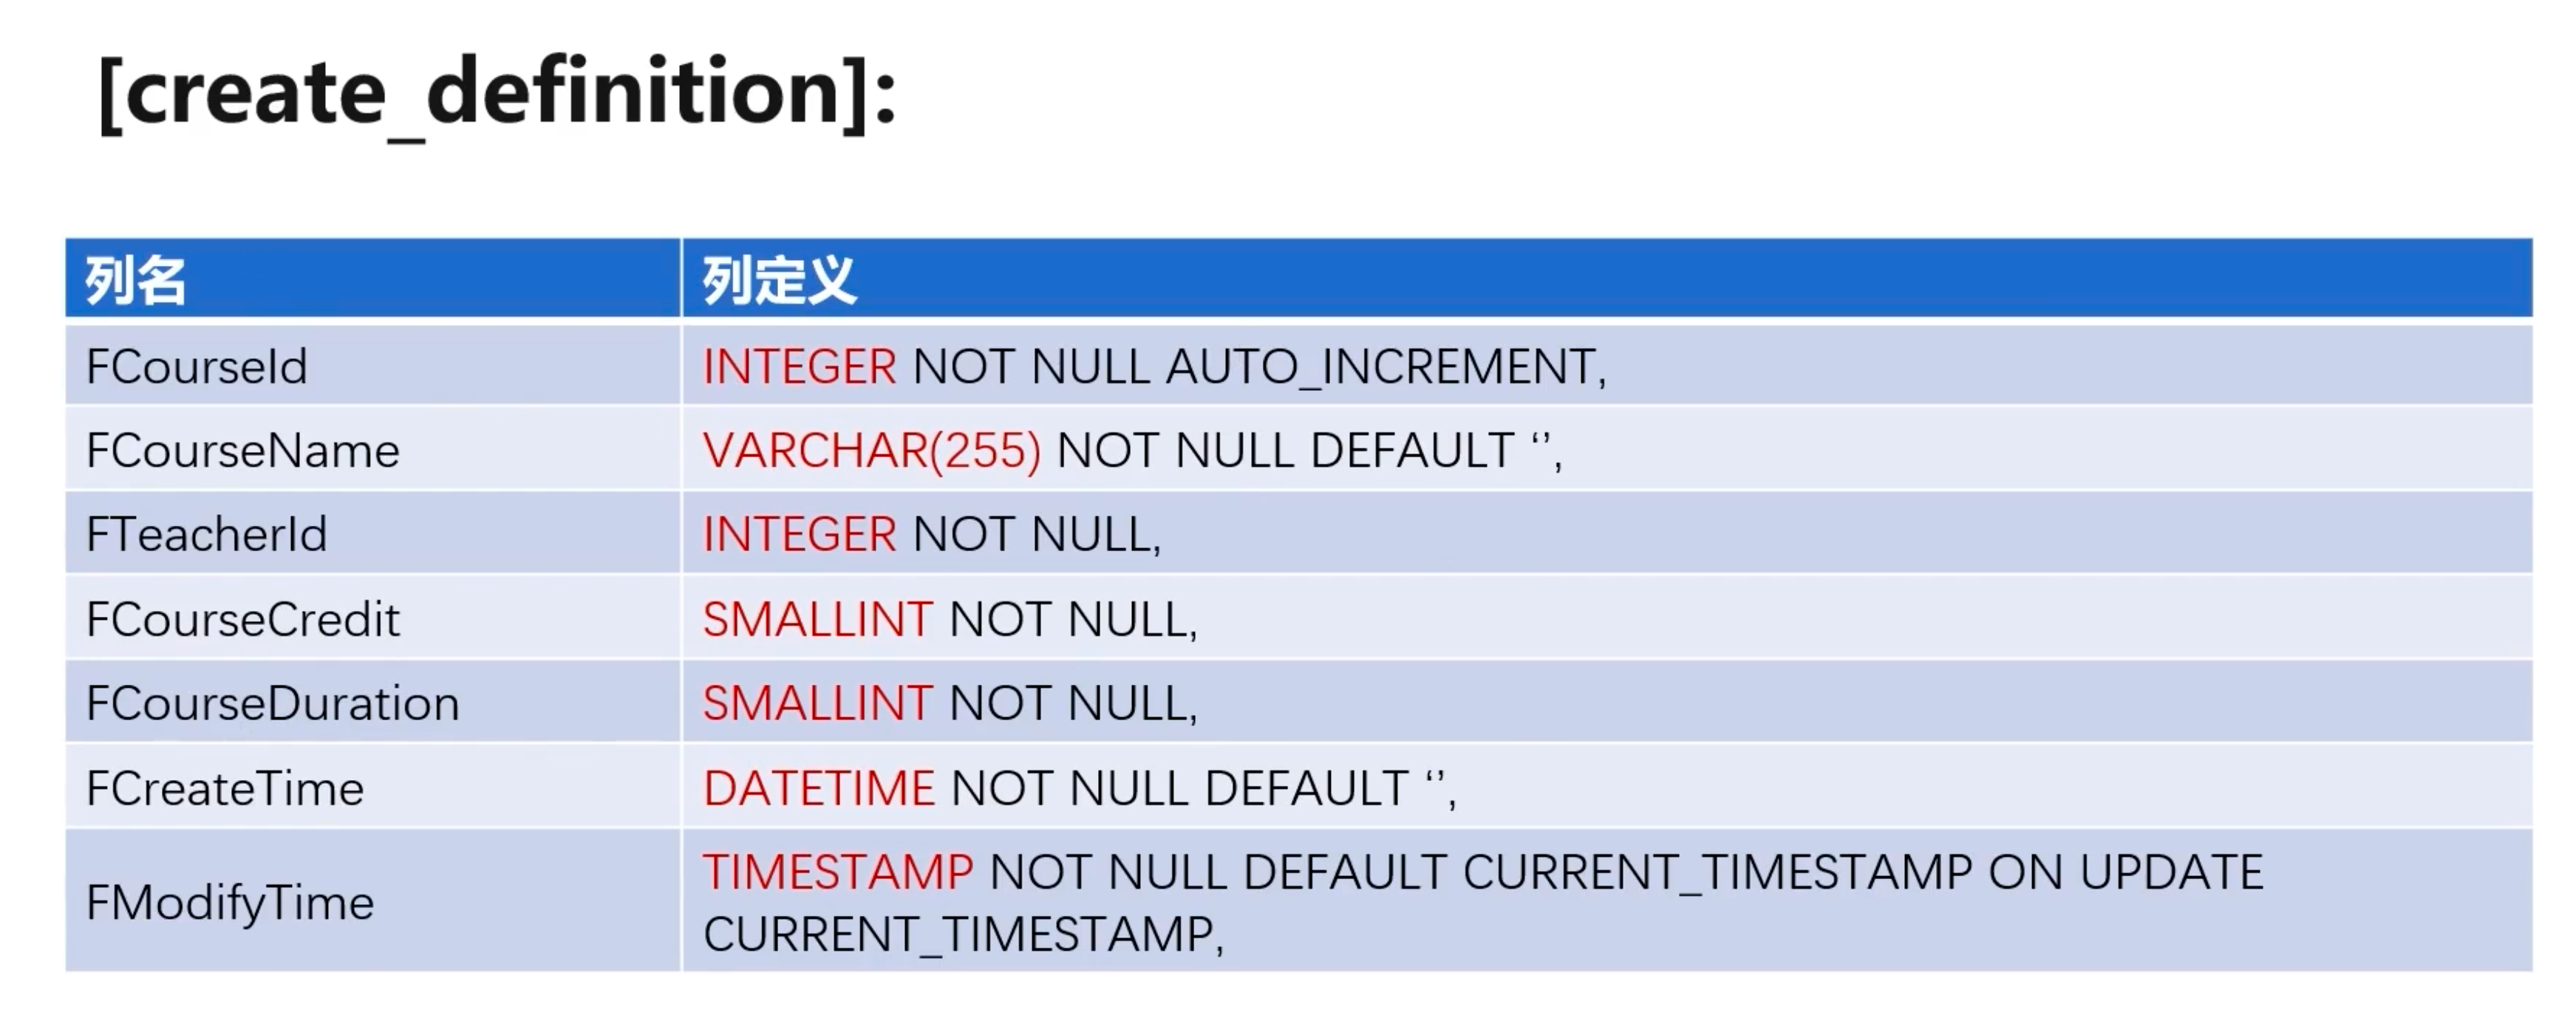 [create_definition]:
列名 列定义
FCourseId INTEGER NOT NULL AUTO_INCREMENT,
FCourseName VARCHAR(255) NOT NULL DEFAULT ‘’,
FTeacherId INTEGER NOT NULL,
FCourseCredit SMALLINT NOT NULL,
FCourseDuration SMALLINT NOT NULL,
FCreateTime DATETIME NOT NULL DEFAULT ‘’,
FModifyTime TIMESTAMP NOT NULL DEFAULT CURRENT_TIMESTAMP ON UPDATE
CURRENT_TIMESTAMP,